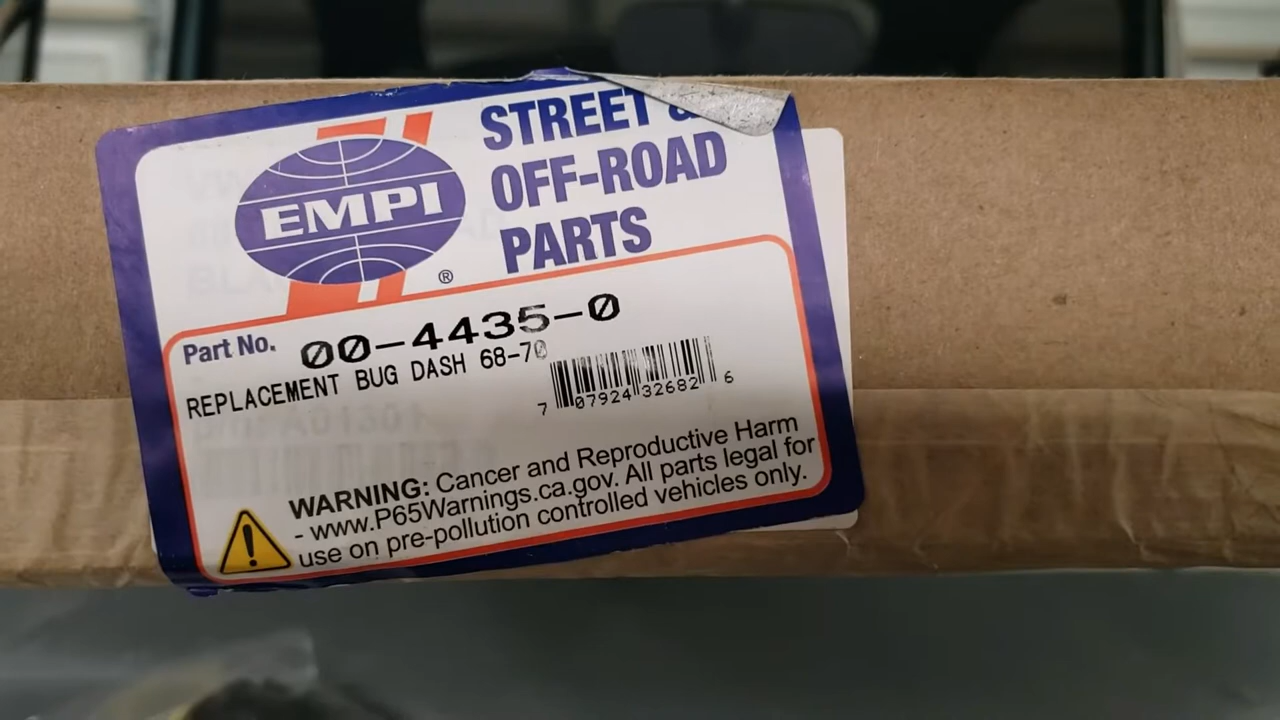 EMPI
®
STREET &
OFF-ROAD
PARTS
Part No. 00-4435-0
REPLACEMENT BUG DASH 68-70
7 07924 32682 6
WARNING: Cancer and Reproductive Harm
- www.P65Warnings.ca.gov. All parts legal for
use on pre-pollution controlled vehicles only.